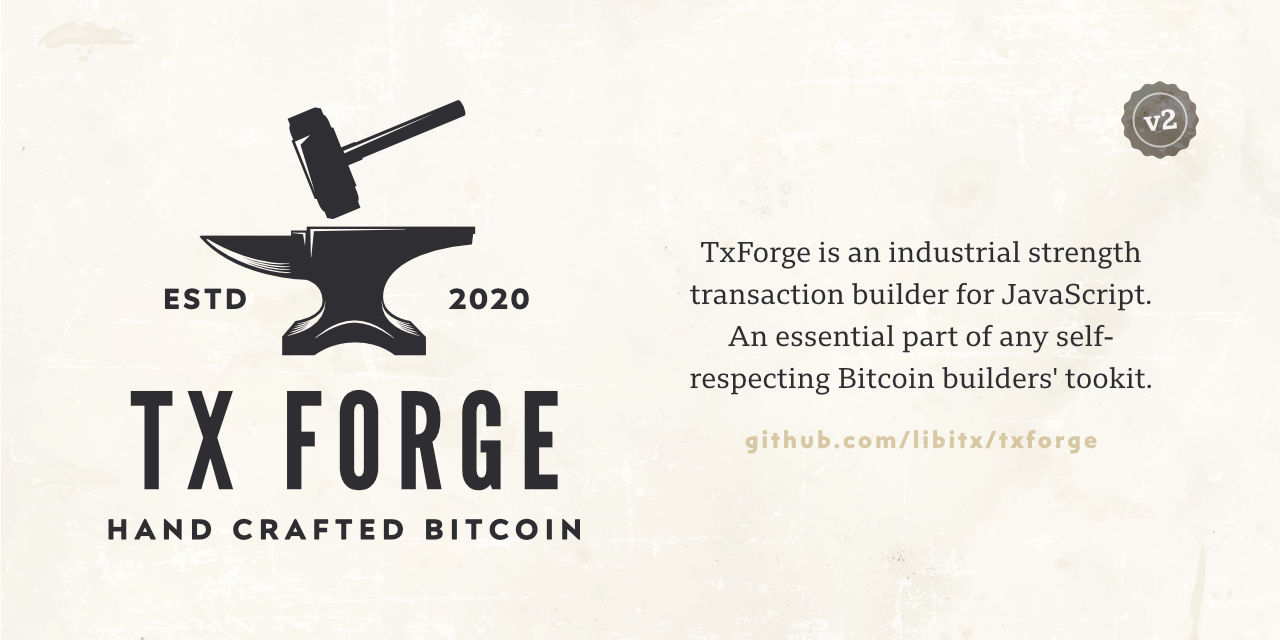 v2
ESTD 2020
TX FORGE
HAND CRAFTED BITCOIN
TxForge is an industrial strength
transaction builder for JavaScript.
An essential part of any self-
respecting Bitcoin builders' tookit.
github.com/libitx/txforge